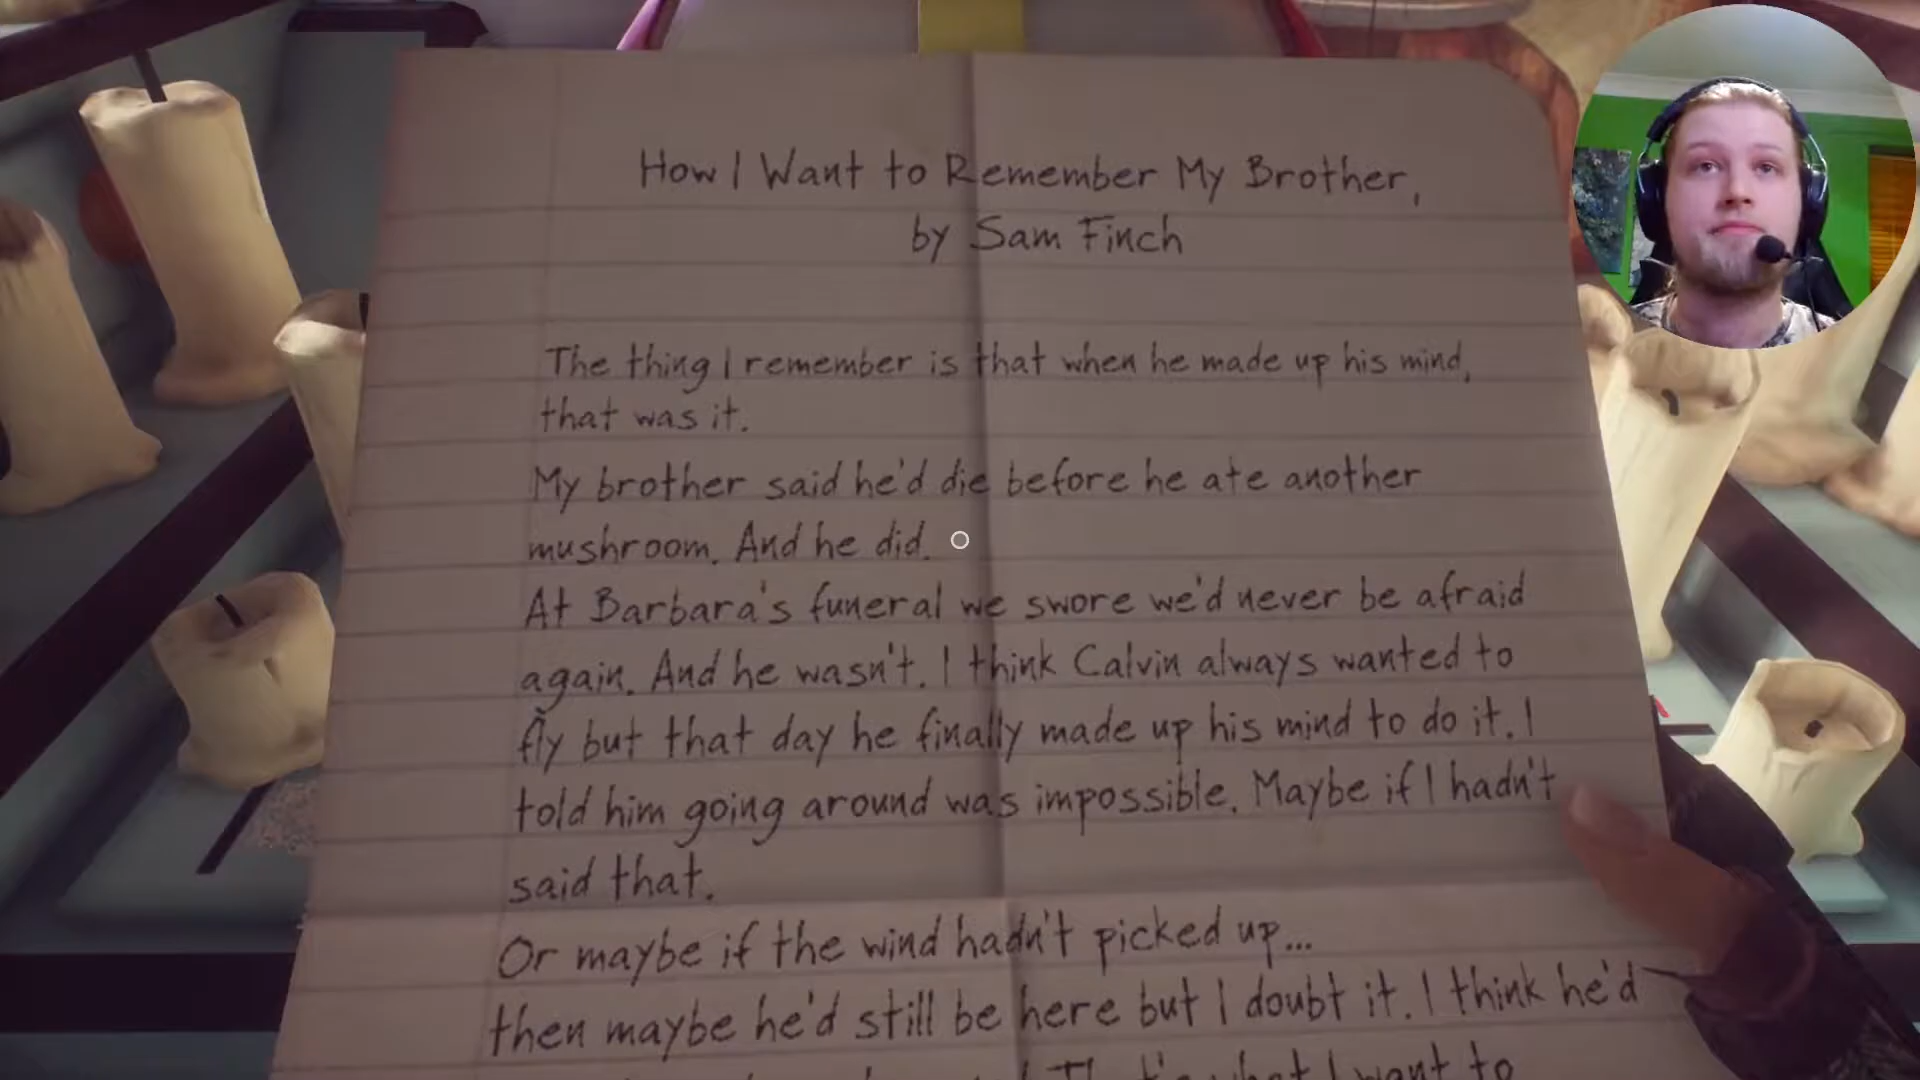 How I Want to Remember My Brother,
by Sam Finch
The thing I remember is that when he made up his mind,
that was it.
My brother said he'd die before he ate another
mushroom. And he did.
At Barbara's funeral we swore we'd never be afraid
again. And he wasn't. I think Calvin always wanted to
fly but that day he finally made up his mind to do it. I
told him going around was impossible. Maybe if I hadn't
said that.
Or maybe if the wind hadn't picked up...
then maybe he'd still be here but I doubt it. I think he'd
That's what I want to